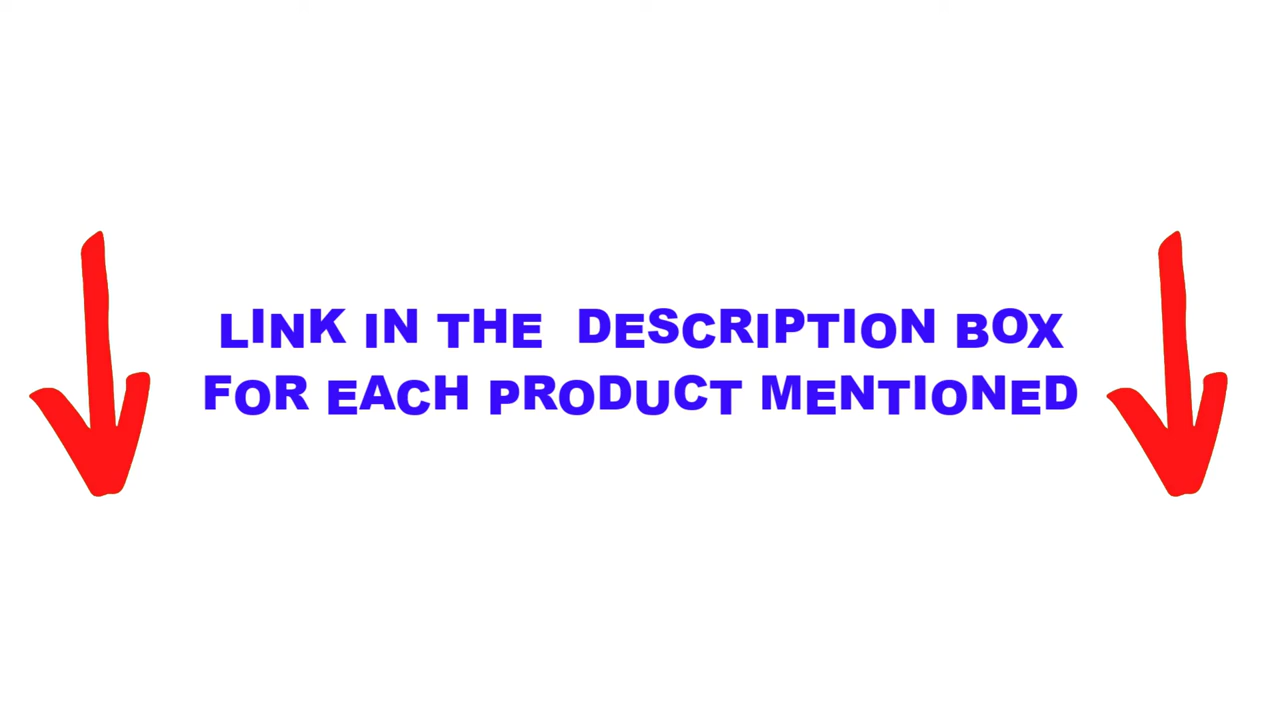 LINK IN THE DESCRIPTION BOX
FOR EACH PRODUCT MENTIONED